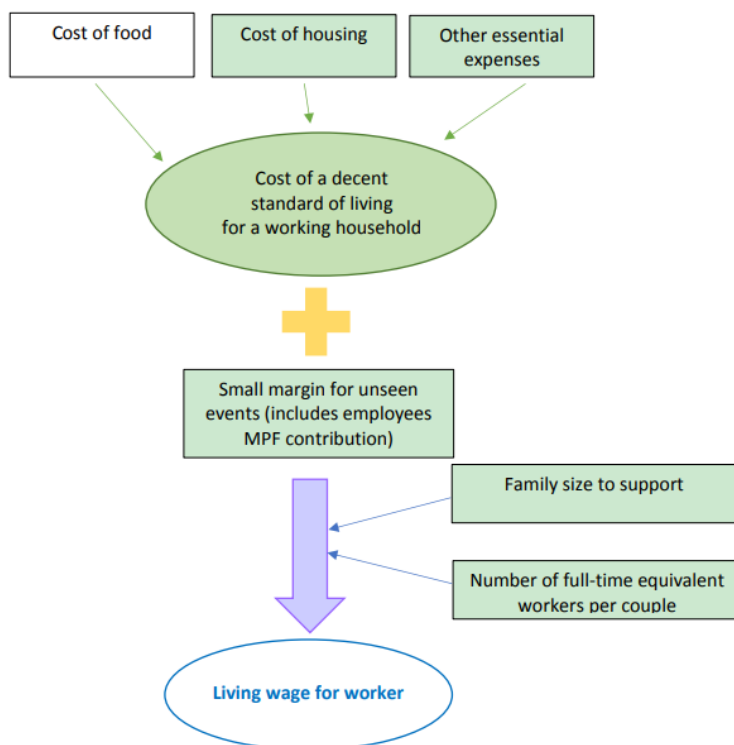 Cost of food
Cost of housing
Other essential
expenses
Cost of a decent
standard of living
for a working household
Small margin for unseen
events (includes employees
MPF contribution)
Family size to support
Number of full-time equivalent
workers per couple
Living wage for worker